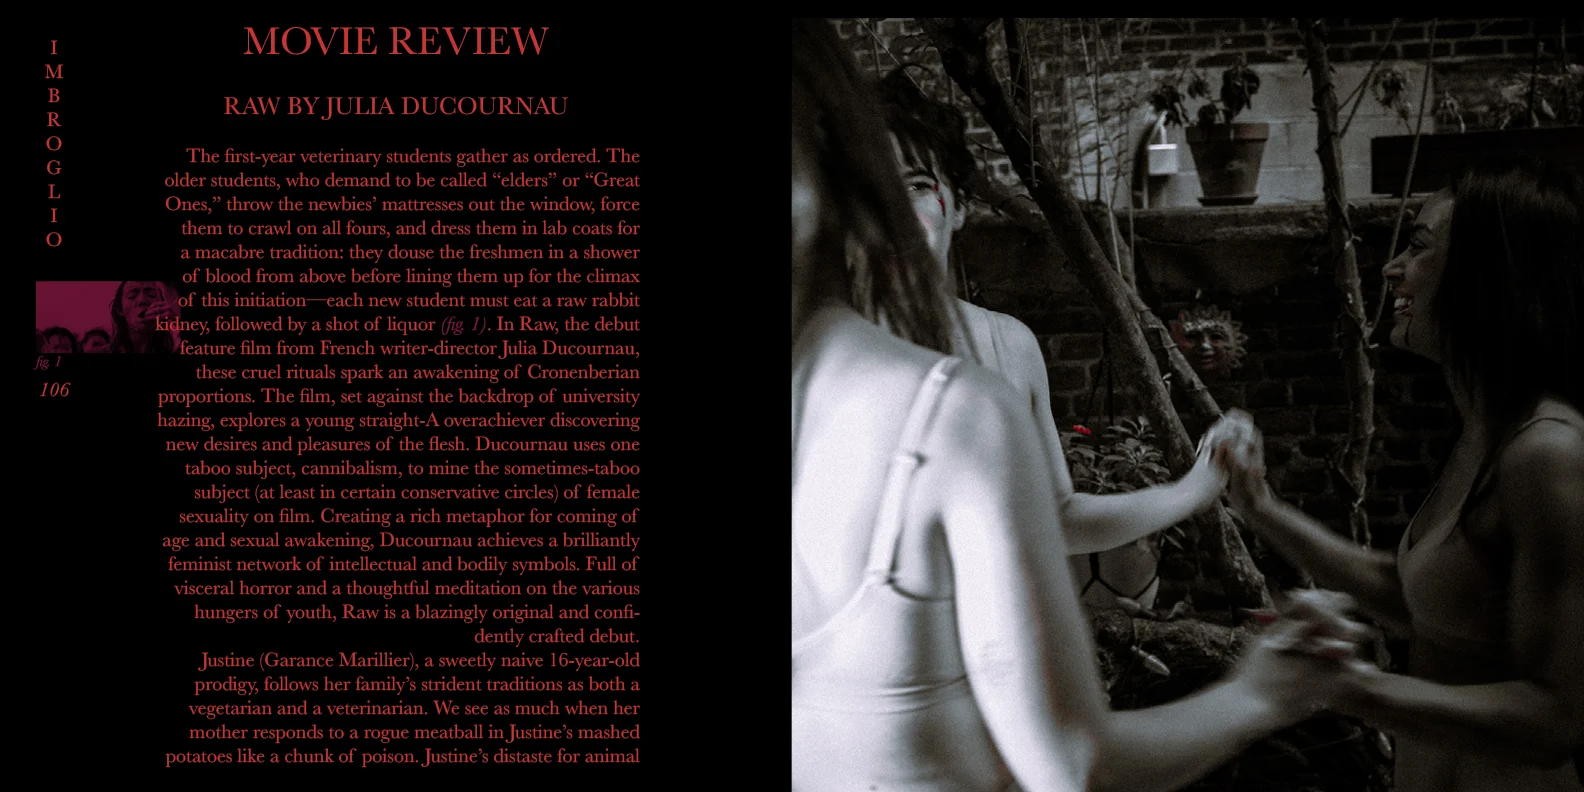 I
M
B
R
O
G
L
I
O
fig. 1
106
MOVIE REVIEW
RAW BY JULIA DUCOURNAU
The first-year veterinary students gather as ordered. The
older students, who demand to be called “elders” or “Great
Ones,” throw the newbies’ mattresses out the window, force
them to crawl on all fours, and dress them in lab coats for
a macabre tradition: they douse the freshmen in a shower
of blood from above before lining them up for the climax
of this initiation—each new student must eat a raw rabbit
kidney, followed by a shot of liquor (fig. 1). In Raw, the debut
feature film from French writer-director Julia Ducournau,
these cruel rituals spark an awakening of Cronenberian
proportions. The film, set against the backdrop of university
hazing, explores a young straight-A overachiever discovering
new desires and pleasures of the flesh. Ducournau uses one
taboo subject, cannibalism, to mine the sometimes-taboo
subject (at least in certain conservative circles) of female
sexuality on film. Creating a rich metaphor for coming of
age and sexual awakening, Ducournau achieves a brilliantly
feminist network of intellectual and bodily symbols. Full of
visceral horror and a thoughtful meditation on the various
hungers of youth, Raw is a blazingly original and confi-
dently crafted debut.
Justine (Garance Marillier), a sweetly naive 16-year-old
prodigy, follows her family’s strident traditions as both a
vegetarian and a veterinarian. We see as much when her
mother responds to a rogue meatball in Justine’s mashed
potatoes like a chunk of poison. Justine’s distaste for animal